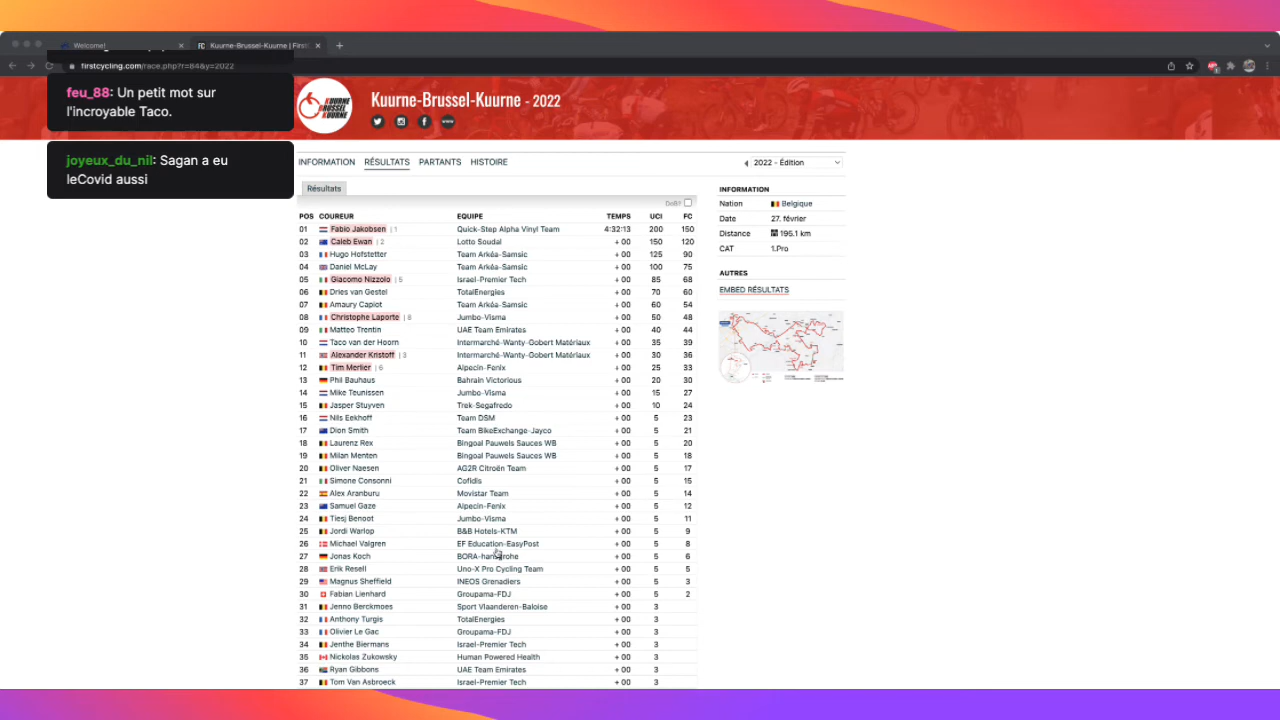 Welcome!
Kuurne-Brussel-Kuurne | Firs
firstcycling.com/race.php?r=84&y=2022
feu_88: Un petit mot sur
l'incroyable Taco.
joyeux_du_nil: Sagan a eu
leCovid aussi
KUURNE
BRUSSEL
KUURNE
Kuurne-Brussel-Kuurne - 2022
INFORMATION RÉSULTATS PARTANTS HISTOIRE
2022 - Édition
Résultats
DoB?
POS COUREUR EQUIPE TEMPS UCI FC
01 Fabio Jakobsen | 1 Quick-Step Alpha Vinyl Team 4:32:13 200 150
02 Caleb Ewan | 2 Lotto Soudal + 00 150 120
03 Hugo Hofstetter Team Arkéa-Samsic + 00 125 90
04 Daniel McLay Team Arkéa-Samsic + 00 100 75
05 Giacomo Nizzolo | 5 Israel-Premier Tech + 00 85 68
06 Dries van Gestel TotalEnergies + 00 70 60
07 Amaury Capiot Team Arkéa-Samsic + 00 60 54
08 Christophe Laporte | 8 Jumbo-Visma + 00 50 48
09 Matteo Trentin UAE Team Emirates + 00 40 44
10 Taco van der Hoorn Intermarché-Wanty-Gobert Matériaux + 00 35 39
11 Alexander Kristoff | 3 Intermarché-Wanty-Gobert Matériaux + 00 30 36
12 Tim Merlier | 6 Alpecin-Fenix + 00 25 33
13 Phil Bauhaus Bahrain Victorious + 00 20 30
14 Mike Teunissen Jumbo-Visma + 00 15 27
15 Jasper Stuyven Trek-Segafredo + 00 10 24
16 Nils Eekhoff Team DSM + 00 5 23
17 Dion Smith Team BikeExchange-Jayco + 00 5 21
18 Laurenz Rex Bingoal Pauwels Sauces WB + 00 5 20
19 Milan Menten Bingoal Pauwels Sauces WB + 00 5 18
20 Oliver Naesen AG2R Citroën Team + 00 5 17
21 Simone Consonni Cofidis + 00 5 15
22 Alex Aranburu Movistar Team + 00 5 14
23 Samuel Gaze Alpecin-Fenix + 00 5 12
24 Tiesj Benoot Jumbo-Visma + 00 5 11
25 Jordi Warlop B&B Hotels-KTM + 00 5 9
26 Michael Valgren EF Education-EasyPost + 00 5 8
27 Jonas Koch BORA-hansgrohe + 00 5 6
28 Erik Resell Uno-X Pro Cycling Team + 00 5 5
29 Magnus Sheffield INEOS Grenadiers + 00 5 3
30 Fabian Lienhard Groupama-FDJ + 00 5 2
31 Jenno Berckmoes Sport Vlaanderen-Baloise + 00 3
32 Anthony Turgis TotalEnergies + 00 3
33 Olivier Le Gac Groupama-FDJ + 00 3
34 Jenthe Biermans Israel-Premier Tech + 00 3
35 Nickolas Zukowsky Human Powered Health + 00 3
36 Ryan Gibbons UAE Team Emirates + 00 3
37 Tom Van Asbroeck Israel-Premier Tech + 00 3
INFORMATION
Nation Belgique
Date 27. février
Distance 195.1 km
CAT 1.Pro
AUTRES
EMBED RÉSULTATS